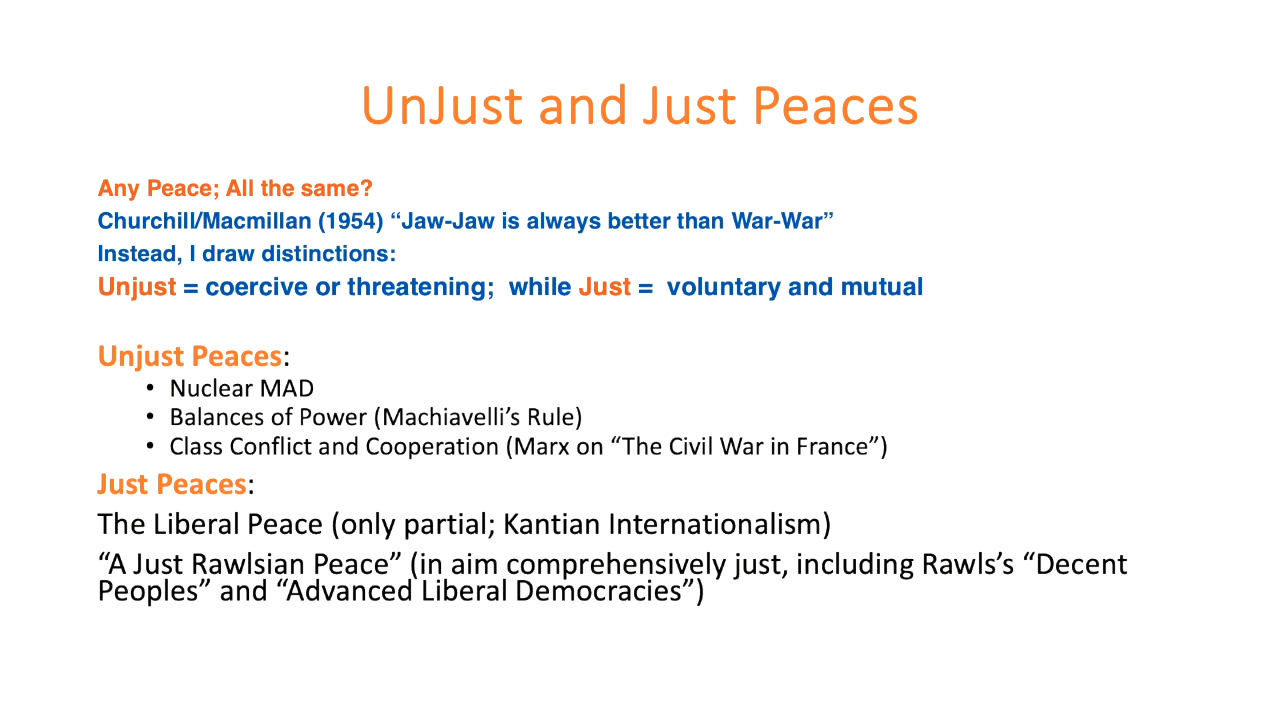 UnJust and Just Peaces
Any Peace; All the same?
Churchill/Macmillan (1954) “Jaw-Jaw is always better than War-War”
Instead, I draw distinctions:
Unjust = coercive or threatening;  while Just =  voluntary and mutual
Unjust Peaces:
• Nuclear MAD
• Balances of Power (Machiavelli’s Rule)
• Class Conflict and Cooperation (Marx on “The Civil War in France”)
Just Peaces:
The Liberal Peace (only partial; Kantian Internationalism)
“A Just Rawlsian Peace” (in aim comprehensively just, including Rawls’s “Decent
Peoples” and “Advanced Liberal Democracies”)